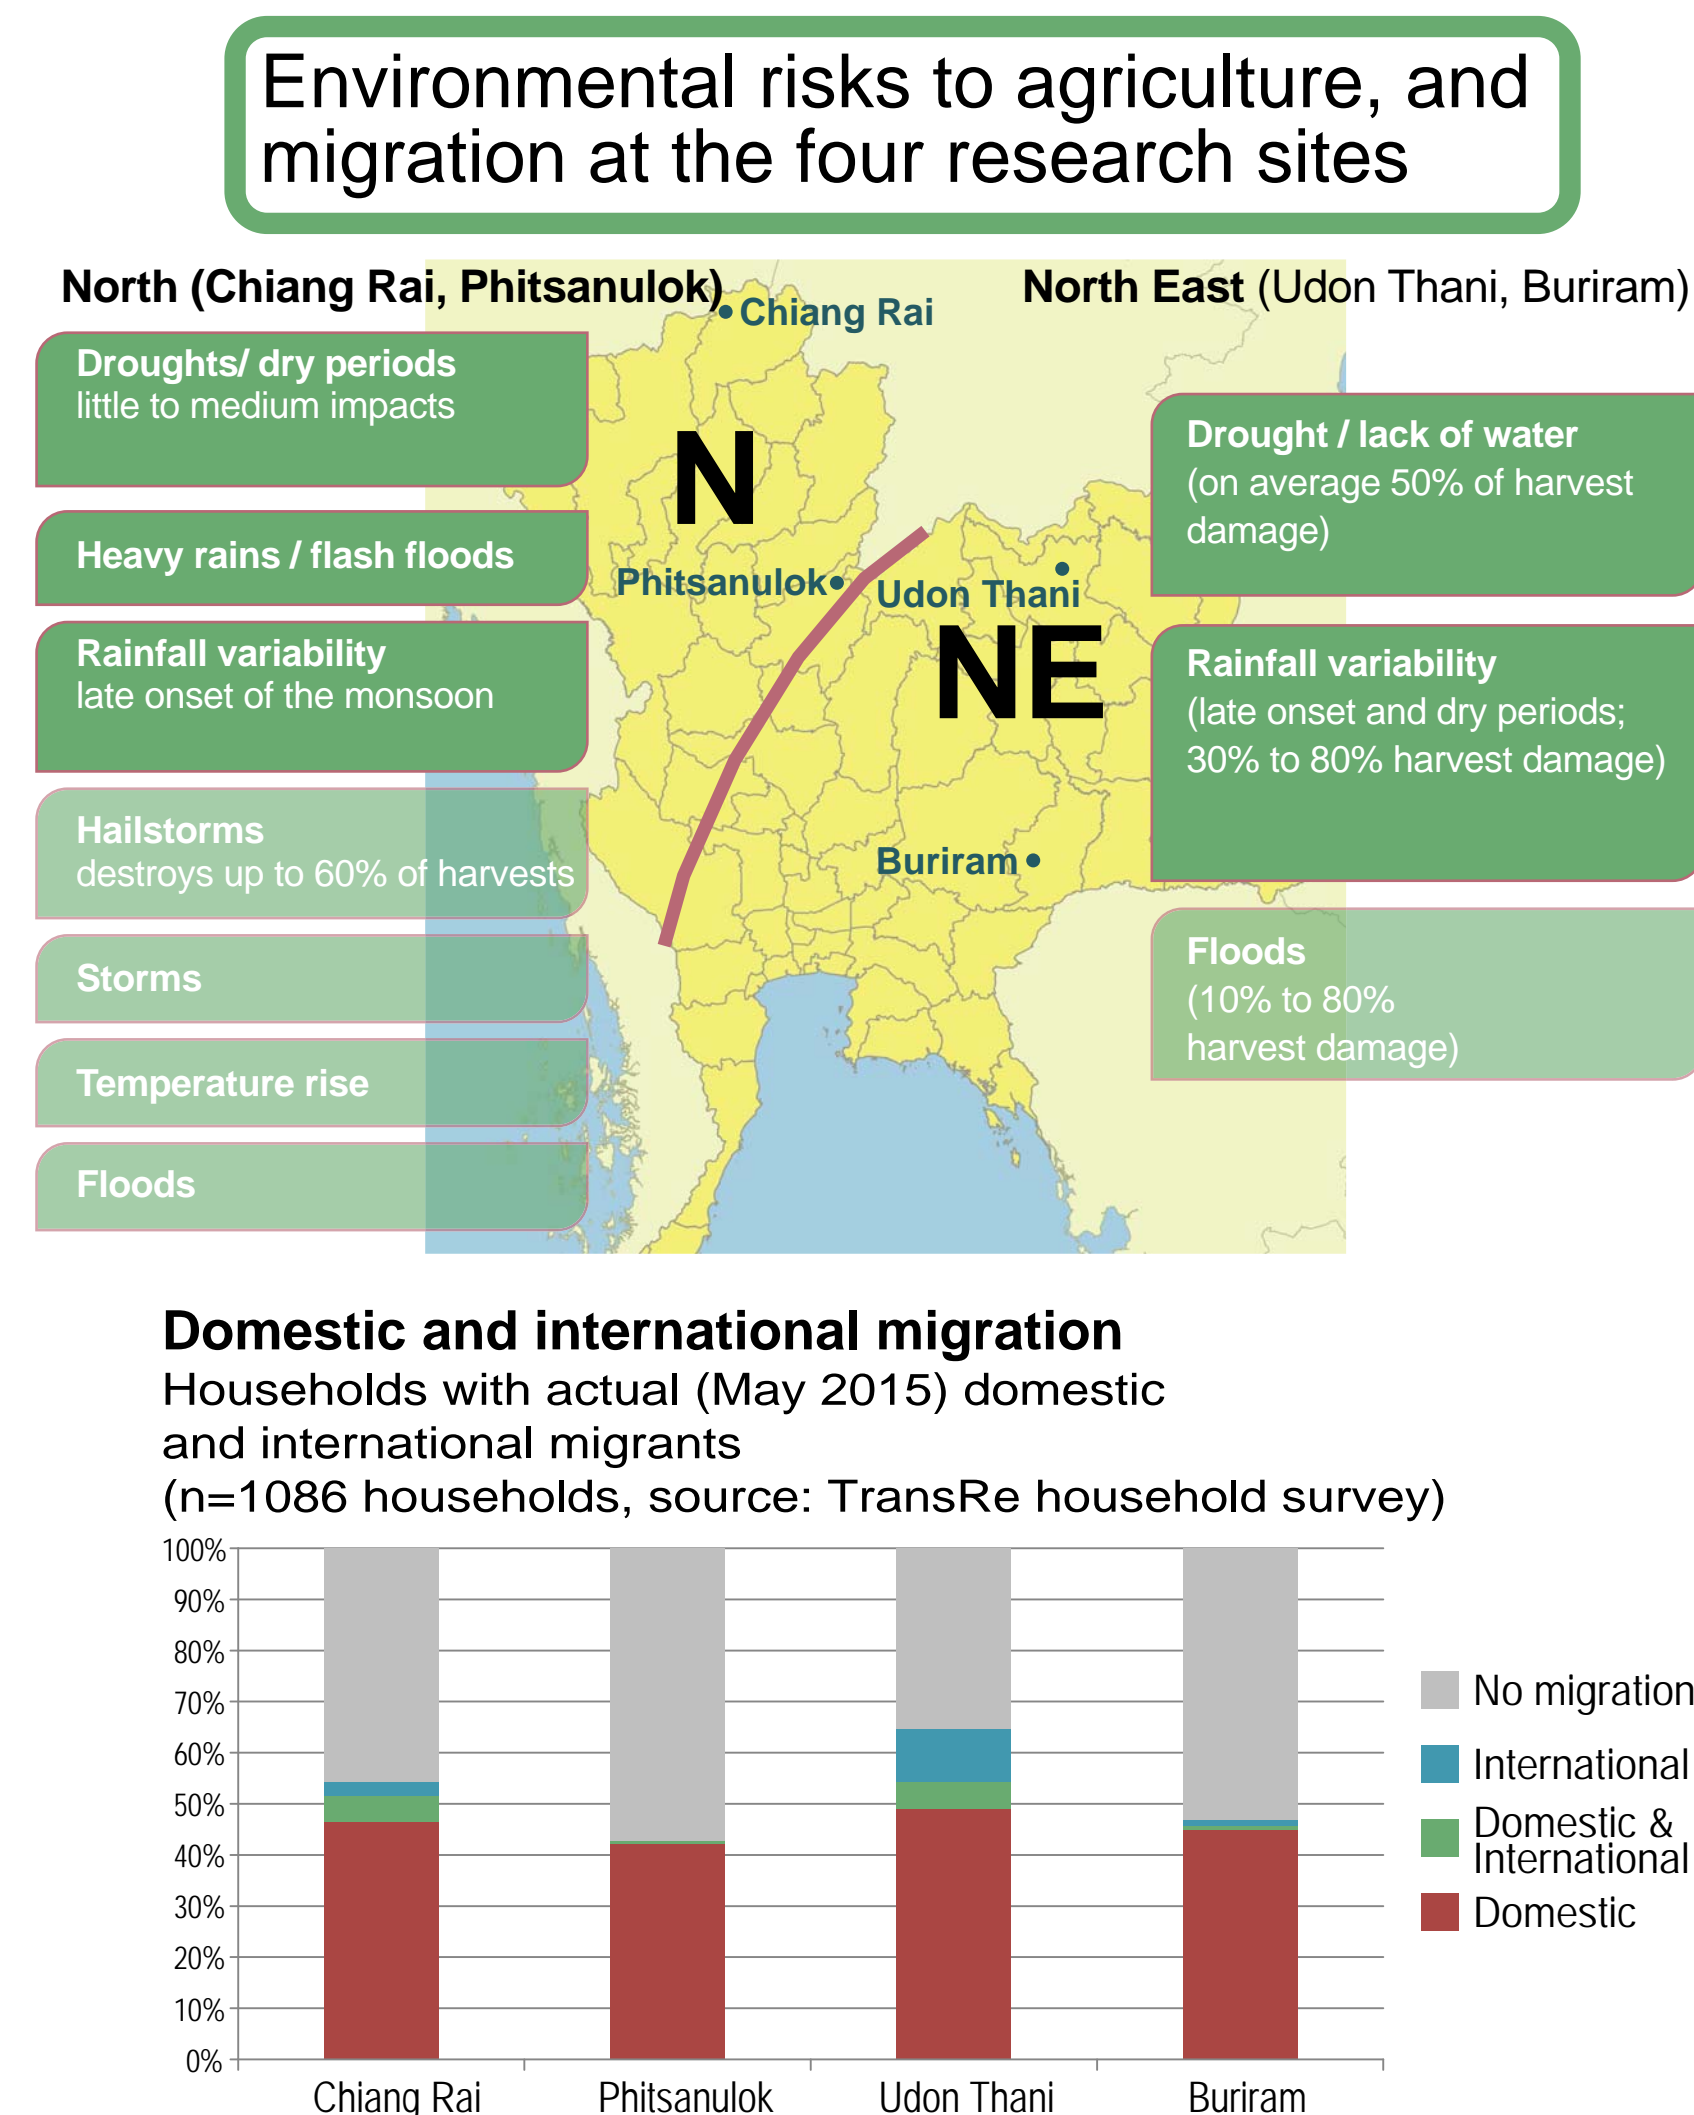 Environmental risks to agriculture, and
migration at the four research sites
North (Chiang Rai, Phitsanulok)
North East (Udon Thani, Buriram)
Droughts/ dry periods
little to medium impacts
Heavy rains / flash floods
Rainfall variability
late onset of the monsoon
Hailstorms
destroys up to 60% of harvests
Storms
Temperature rise
Floods
Chiang Rai
N
Phitsanulok
Udon Thani
NE
Buriram
Drought / lack of water
(on average 50% of harvest
damage)
Rainfall variability
(late onset and dry periods;
30% to 80% harvest damage)
Floods
(10% to 80%
harvest damage)
Domestic and international migration
Households with actual (May 2015) domestic
and international migrants
(n=1086 households, source: TransRe household survey)
100%
90%
80%
70%
60%
50%
40%
30%
20%
10%
0%
Chiang Rai
Phitsanulok
Udon Thani
Buriram
No migration
International
Domestic &
International
Domestic